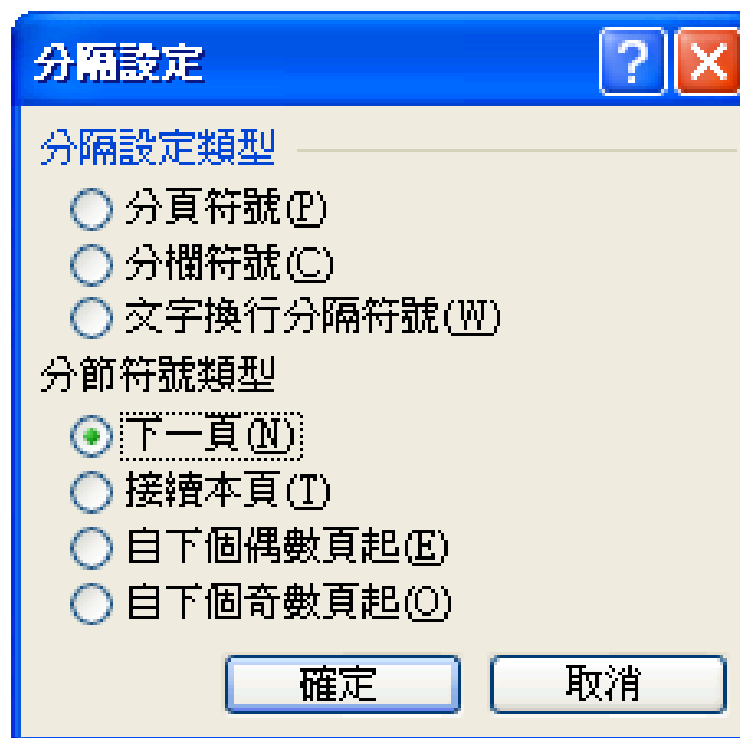 分隔設定
分隔設定類型
分頁符號(P)
分欄符號(C)
文字換行分隔符號(W)
分節符號類型
下一頁(N)
接續本頁(T)
自下個偶數頁起(E)
自下個奇數頁起(O)
確定 取消